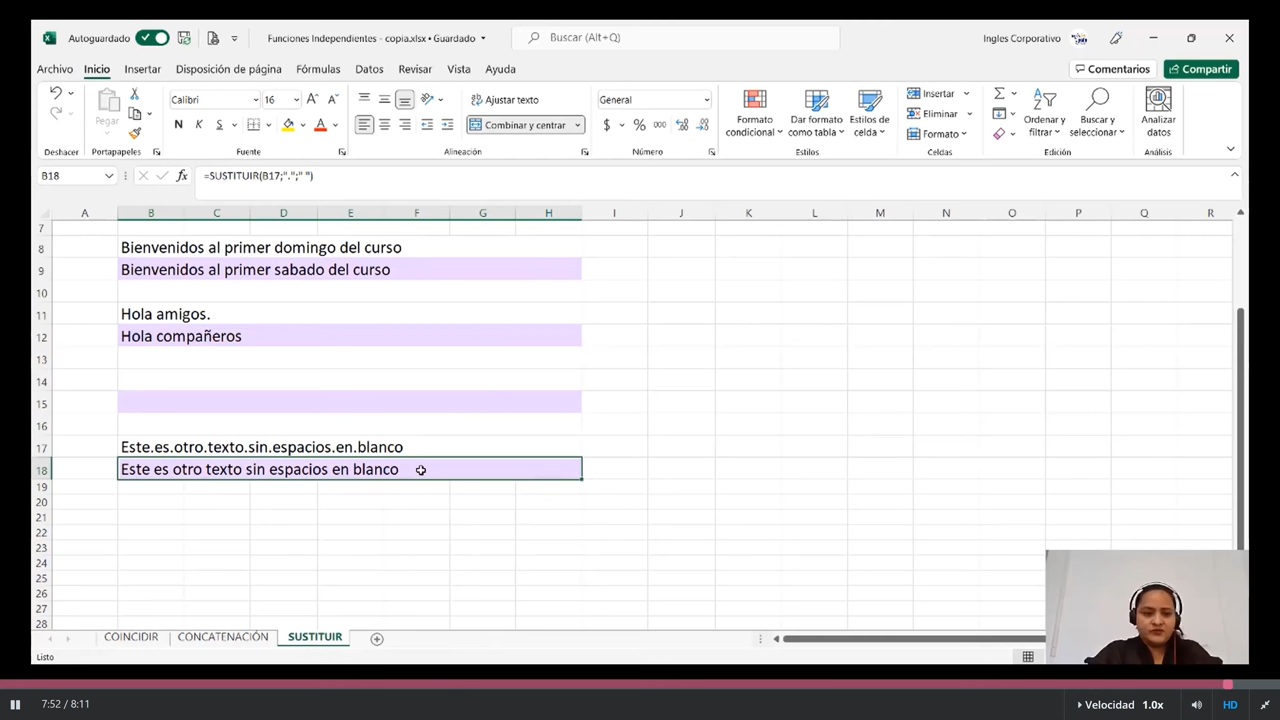 Autoguardado
Funciones Independientes - copia.xlsx • Guardado
Buscar (Alt+Q)
Ingles Corporativo
Archivo Inicio Insertar Disposición de página Fórmulas Datos Revisar Vista Ayuda
Comentarios Compartir
Pegar
Calibri 16
N K S
Ajustar texto
Combinar y centrar
General
$ % 000
Formato condicional
Dar formato como tabla
Estilos de celda
Insertar
Eliminar
Formato
Ordenar y filtrar
Buscar y seleccionar
Analizar datos
Deshacer Portapapeles Fuente Alineación Número Estilos Celdas Edición Análisis
B18 fx =SUSTITUIR(B17;".";" ")
A B C D E F G H I J K L M N O P Q R
7
8 Bienvenidos al primer domingo del curso
9 Bienvenidos al primer sabado del curso
10
11 Hola amigos.
12 Hola compañeros
13
14
15
16
17 Este.es.otro.texto.sin.espacios.en.blanco
18 Este es otro texto sin espacios en blanco
19
20
21
22
23
24
25
26
27
28
COINCIDIR CONCATENACIÓN SUSTITUIR
Listo
7:52 / 8:11
Velocidad 1.0x
HD